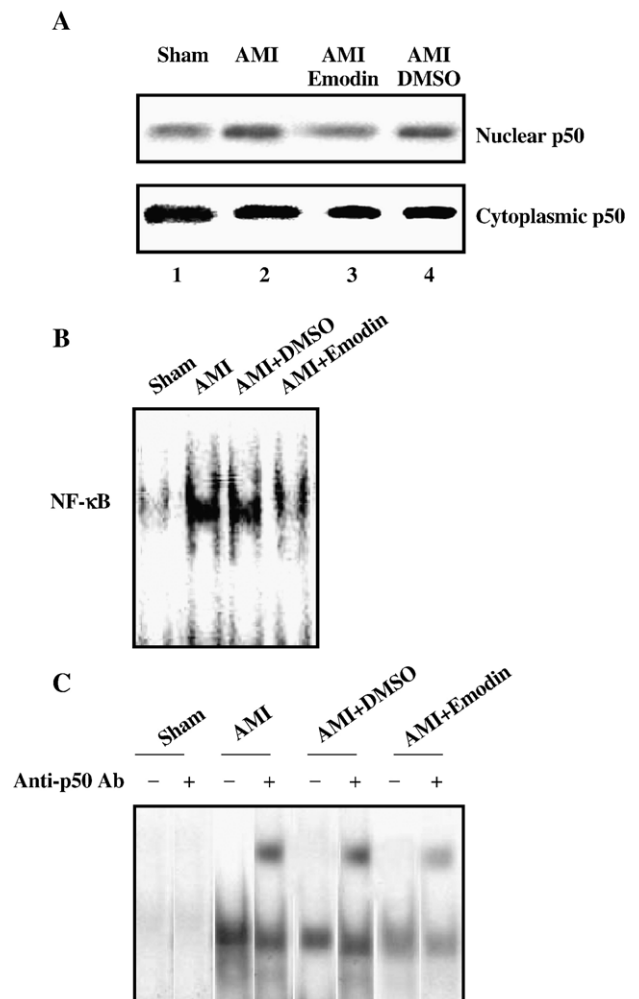 A
Sham AMI AMI AMI
Emodin DMSO
Nuclear p50
Cytoplasmic p50
1 2 3 4
B
Sham AMI AMI+DMSO AMI+Emodin
NF-κB
C
Sham AMI AMI+DMSO AMI+Emodin
Anti-p50 Ab − + − + − + − +